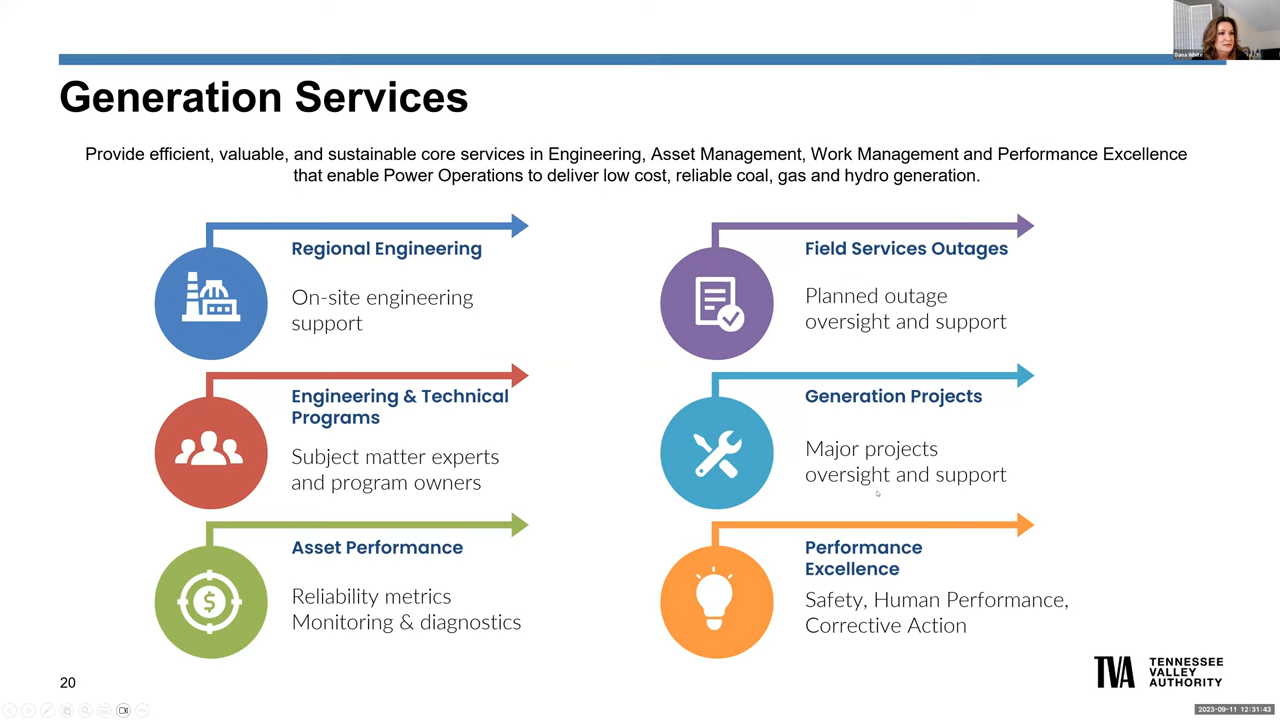 Dana White
Generation Services
Provide efficient, valuable, and sustainable core services in Engineering, Asset Management, Work Management and Performance Excellence
that enable Power Operations to deliver low cost, reliable coal, gas and hydro generation.
Regional Engineering
On-site engineering
support
Engineering & Technical
Programs
Subject matter experts
and program owners
Asset Performance
Reliability metrics
Monitoring & diagnostics
Field Services Outages
Planned outage
oversight and support
Generation Projects
Major projects
oversight and support
Performance
Excellence
Safety, Human Performance,
Corrective Action
$
20
TVA
TENNESSEE
VALLEY
AUTHORITY
2023-09-11 12:31:43